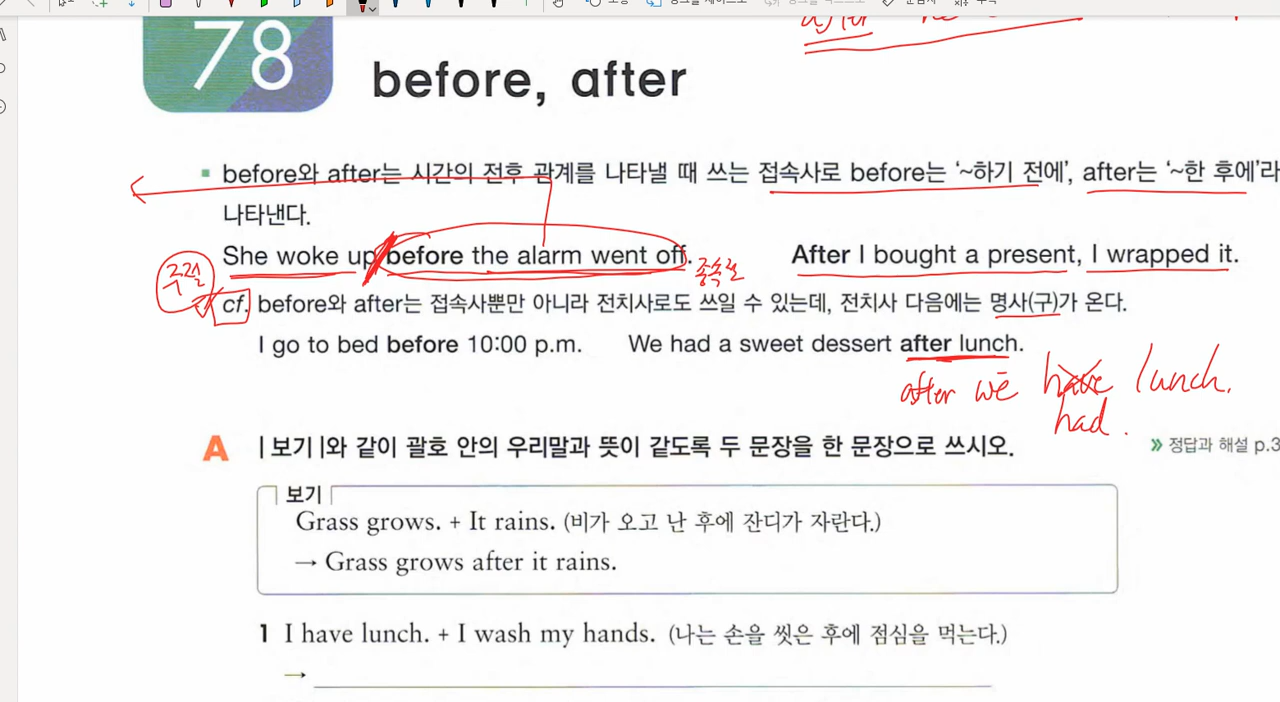 78
before, after
after
before와 after는 시간의 전후 관계를 나타낼 때 쓰는 접속사로 before는 ‘~하기 전에’, after는 ‘~한 후에’라
나타낸다.
She woke up before the alarm went off. 종속절 After I bought a present, I wrapped it.
주절
cf. before와 after는 접속사뿐만 아니라 전치사로도 쓰일 수 있는데, 전치사 다음에는 명사(구)가 온다.
I go to bed before 10:00 p.m. We had a sweet dessert after lunch.
after we have lunch.
had.
A |보기|와 같이 괄호 안의 우리말과 뜻이 같도록 두 문장을 한 문장으로 쓰시오.
» 정답과 해설 p.3
보기
Grass grows. + It rains. (비가 오고 난 후에 잔디가 자란다.)
→ Grass grows after it rains.
1 I have lunch. + I wash my hands. (나는 손을 씻은 후에 점심을 먹는다.)
→